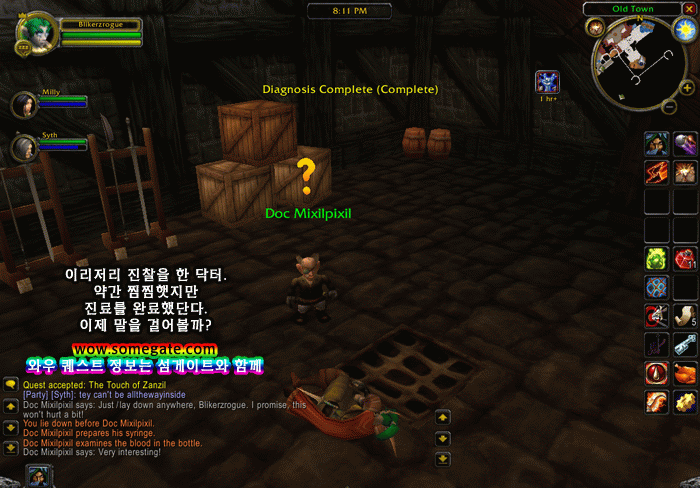 8:11 PM
Old Town
N
Blikerzrogue
Milly
Syth
Diagnosis Complete (Complete)
1 hr+
Doc Mixilpixil
이리저리 진찰을 한 닥터.
약간 찜찜햇지만
진료를 완료했단다.
이제 말을 걸어볼까?
www.somegate.com
와우 퀘스트 정보는 섬게이트와 함께
Quest accepted: The Touch of Zanzil
[Party] [Syth]: tey can't be allthewayinside
Doc Mixilpixil says: Just /lay down anywhere, Blikerzrogue. I promise, this
won't hurt a bit!
You lie down before Doc Mixilpixil.
Doc Mixilpixil prepares his syringe.
Doc Mixilpixil examines the blood in the bottle.
Doc Mixilpixil says: Very interesting!
11
5